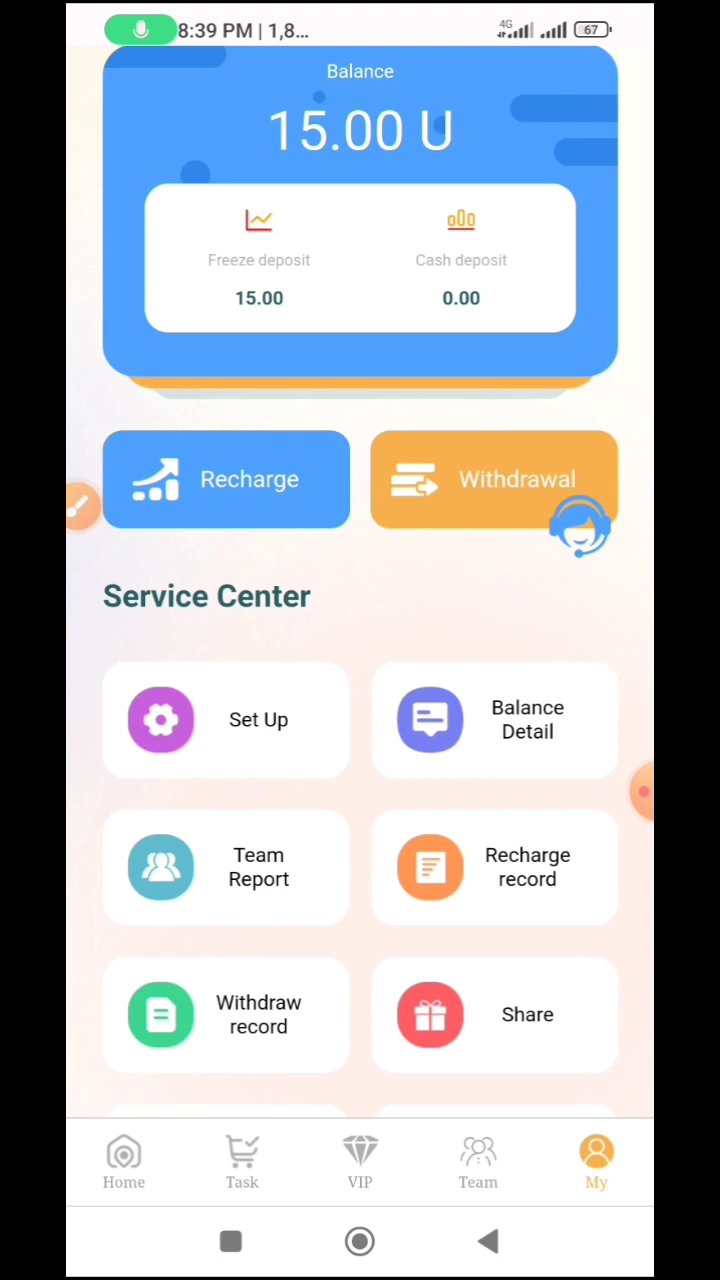 8:39 PM | 1,8...
4G
67
Balance
15.00 U
Freeze deposit
Cash deposit
15.00
0.00
Recharge
Withdrawal
Service Center
Set Up
Balance
Detail
Team
Report
Recharge
record
Withdraw
record
Share
Home
Task
VIP
Team
My